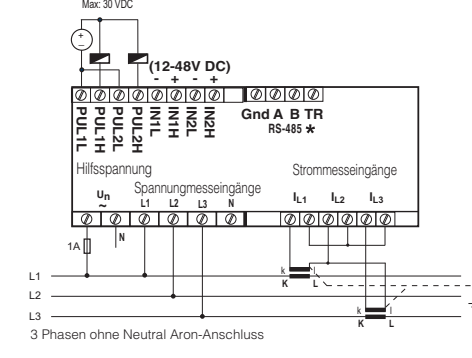 Max: 30 VDC
+
–
(12-48V DC)
- + - +
PUL1L PUL1H PUL2L PUL2H IN1L IN1H IN2L IN2H
Gnd A B TR
RS-485 *
Hilfsspannung
Strommesseingänge
Un
~
Spannungmesseingänge
L1 L2 L3 N
IL1 IL2 IL3
1A
N
L1
k l
K L
L2
L3
k l
K L
3 Phasen ohne Neutral Aron-Anschluss